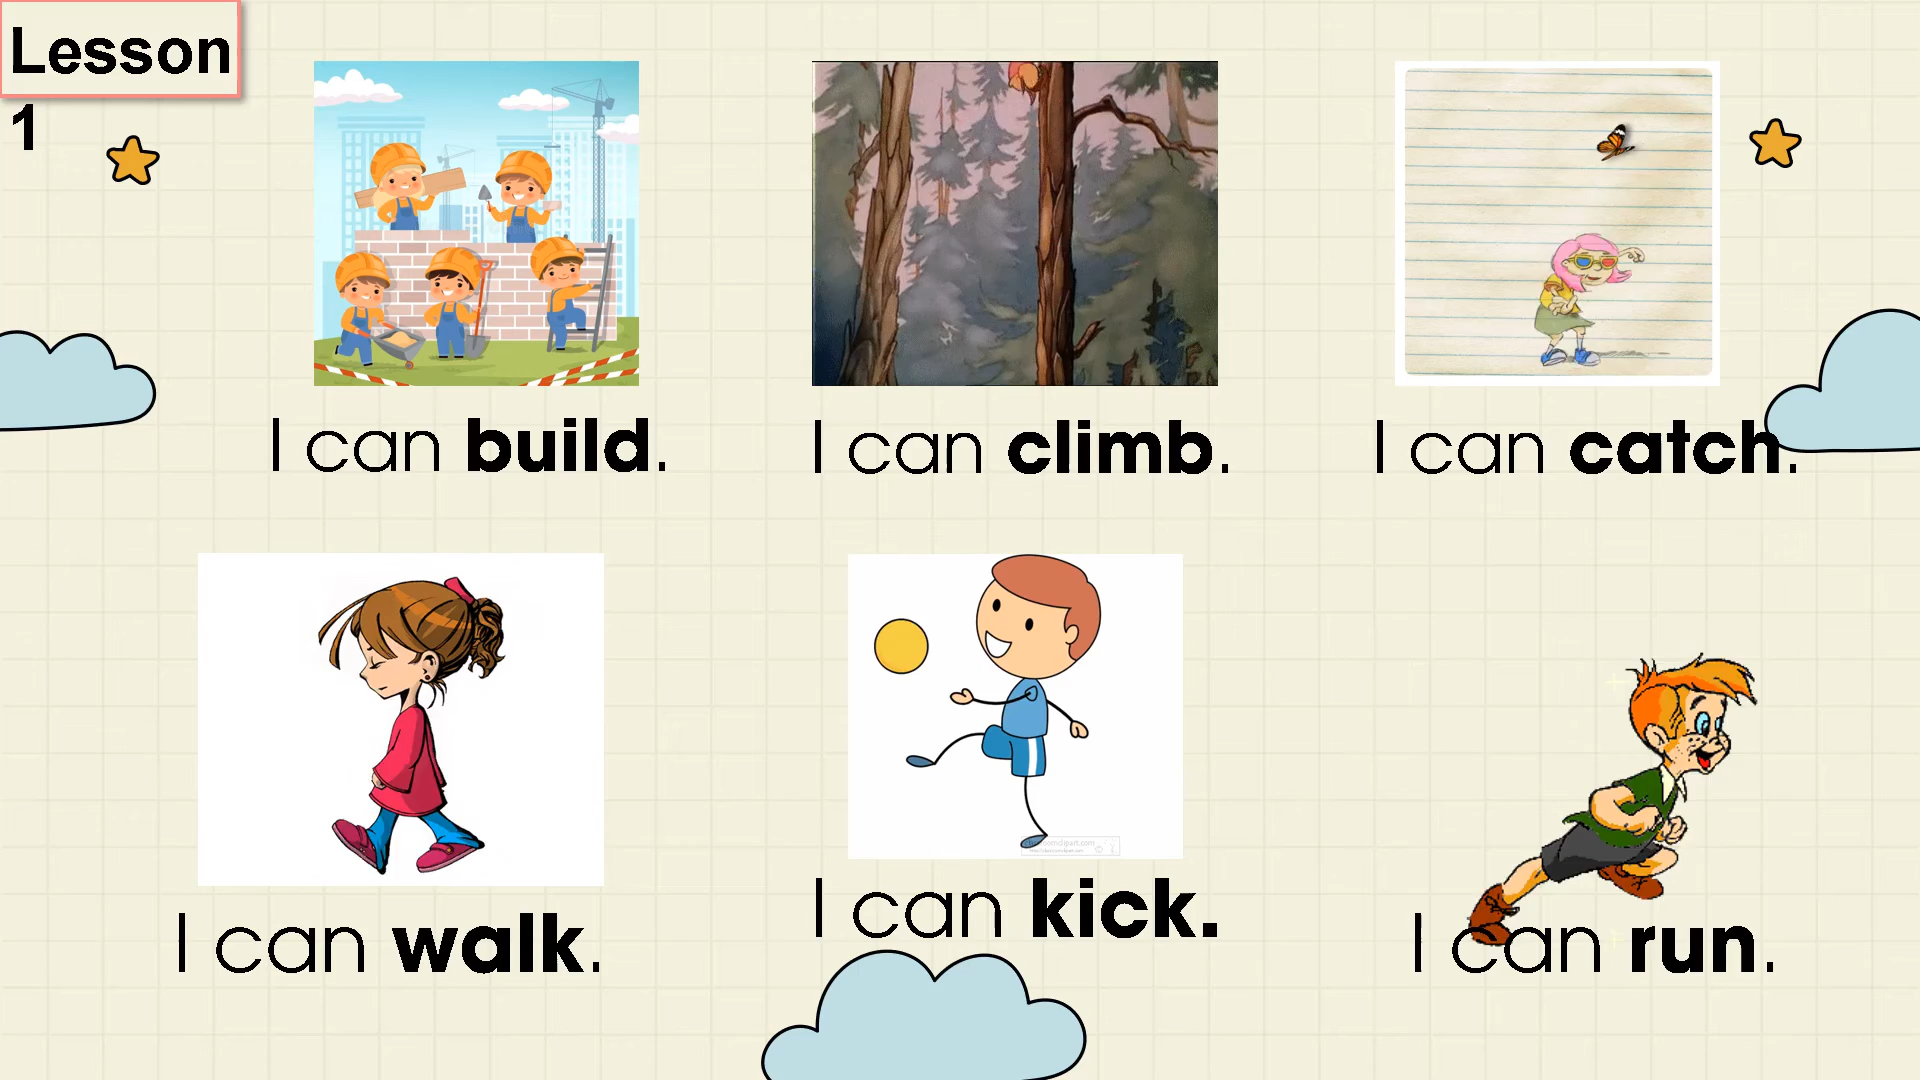 Lesson
1
I can build.
I can climb.
I can catch.
I can walk.
I can kick.
I can run.